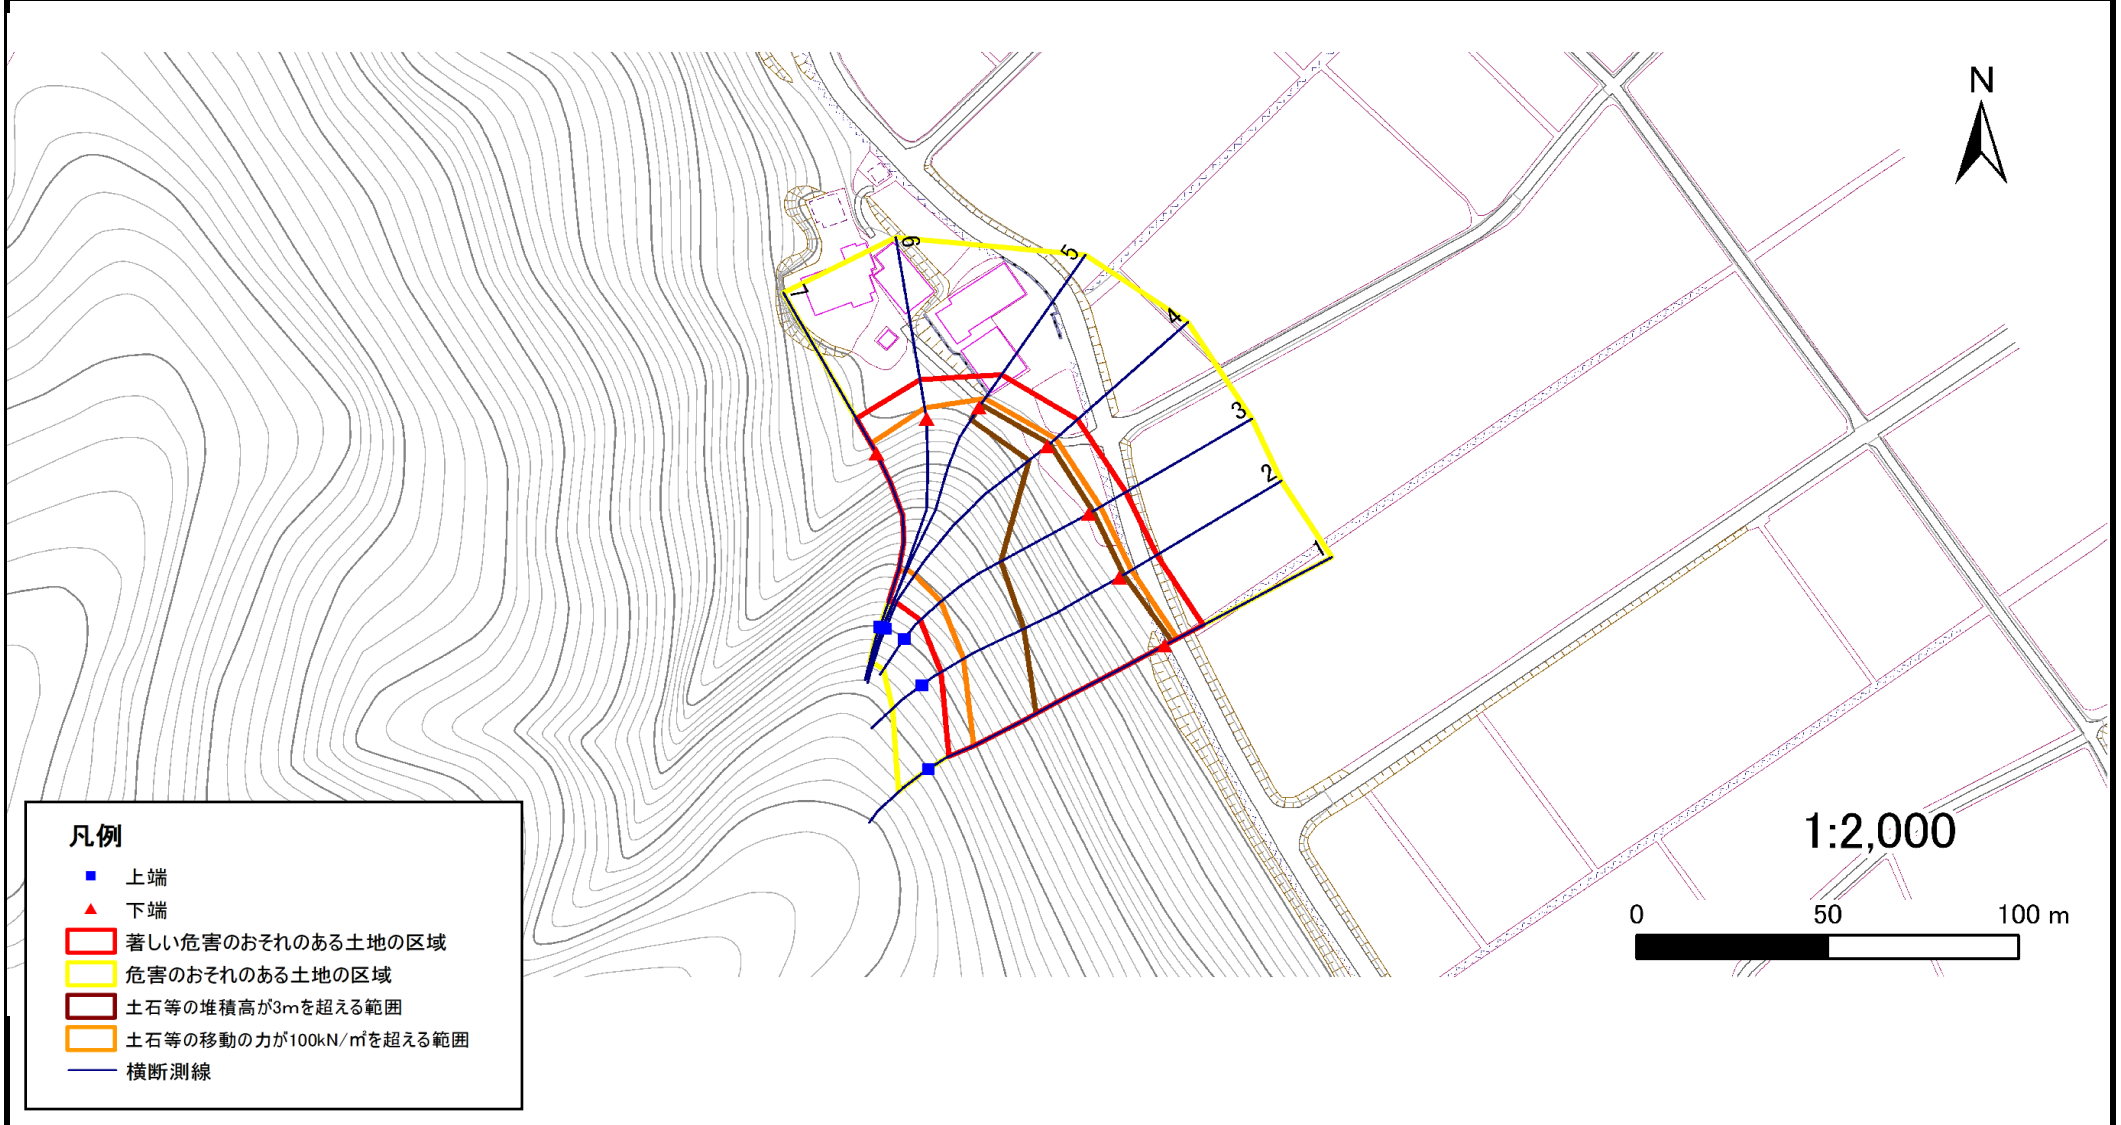 N
6
5
7
4
3
2
1
1:2,000
0 50 100 m
凡例
上端
下端
著しい危害のおそれのある土地の区域
危害のおそれのある土地の区域
土石等の堆積高が3mを超える範囲
土石等の移動の力が100kN/㎡を超える範囲
横断測線